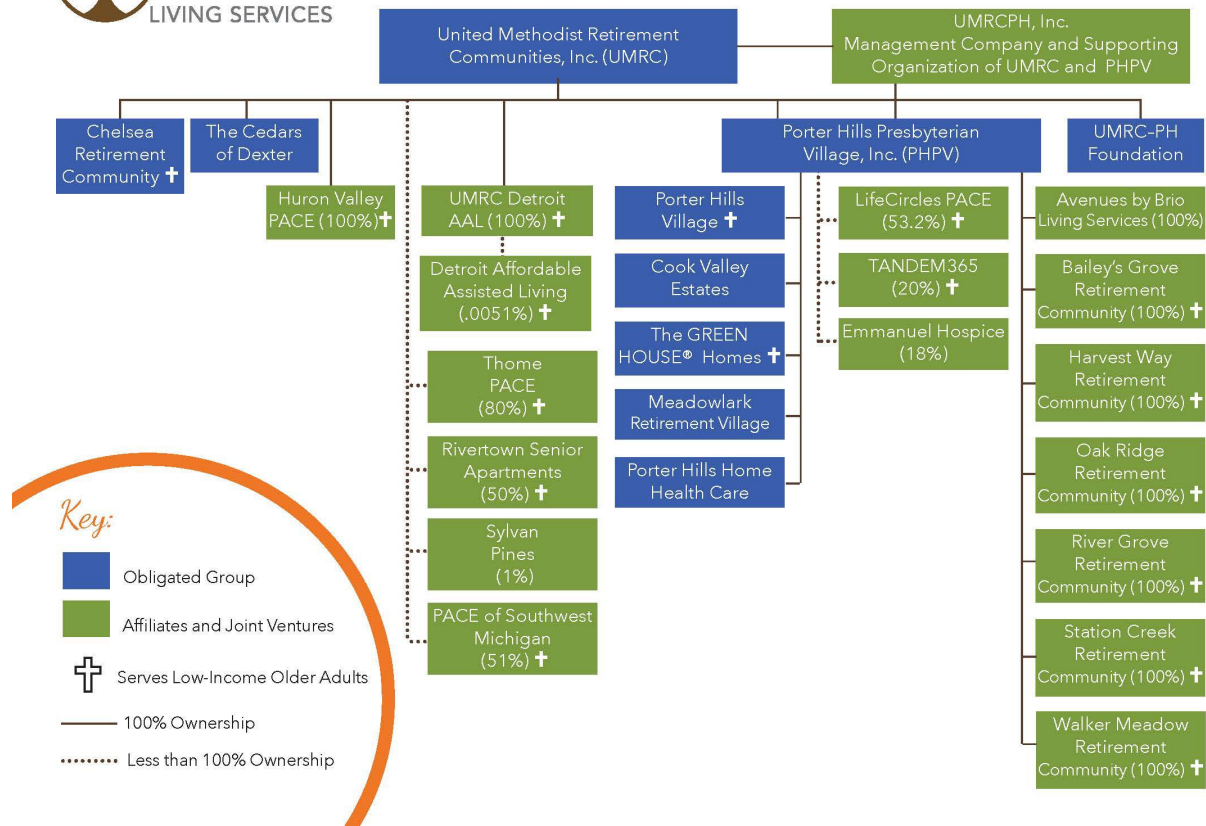 LIVING SERVICES
United Methodist Retirement
Communities, Inc. (UMRC)
UMRCPH, Inc.
Management Company and Supporting
Organization of UMRC and PHPV
Chelsea
Retirement
Community ✝
The Cedars
of Dexter
Porter Hills Presbyterian
Village, Inc. (PHPV)
UMRC-PH
Foundation
Huron Valley
PACE (100%) ✝
UMRC Detroit
AAL (100%) ✝
Detroit Affordable
Assisted Living
(.0051%) ✝
Thome
PACE
(80%) ✝
Rivertown Senior
Apartments
(50%) ✝
Sylvan
Pines
(1%)
PACE of Southwest
Michigan
(51%) ✝
Porter Hills
Village ✝
Cook Valley
Estates
The GREEN
HOUSE® Homes ✝
Meadowlark
Retirement Village
Porter Hills Home
Health Care
LifeCircles PACE
(53.2%) ✝
TANDEM365
(20%) ✝
Emmanuel Hospice
(18%)
Avenues by Brio
Living Services (100%)
Bailey's Grove
Retirement
Community (100%) ✝
Harvest Way
Retirement
Community (100%) ✝
Oak Ridge
Retirement
Community (100%) ✝
River Grove
Retirement
Community (100%) ✝
Station Creek
Retirement
Community (100%) ✝
Walker Meadow
Retirement
Community (100%) ✝
Key:
Obligated Group
Affiliates and Joint Ventures
Serves Low-Income Older Adults
100% Ownership
Less than 100% Ownership